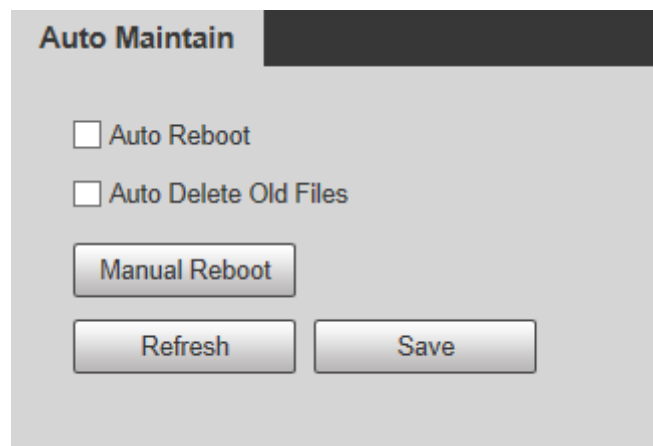 Auto Maintain
Auto Reboot
Auto Delete Old Files
Manual Reboot
Refresh Save